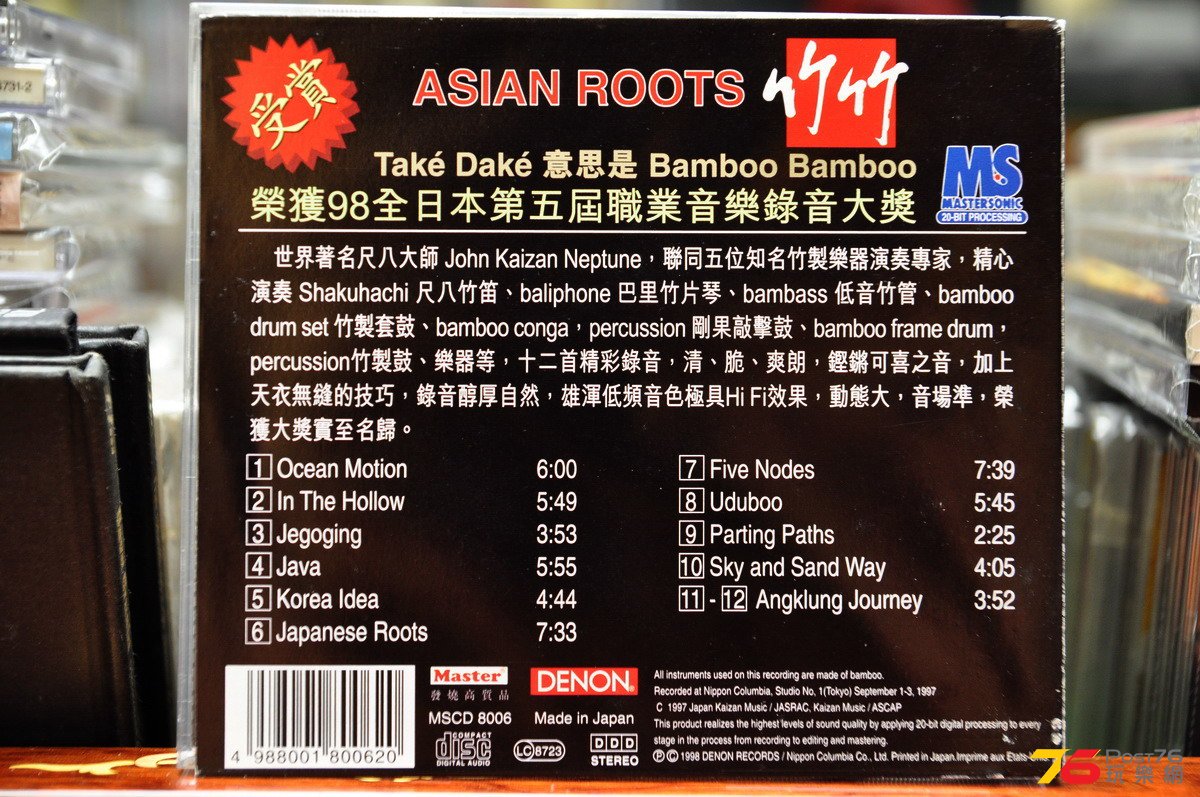 4731-2
受賞
ASIAN ROOTS 竹竹
Také Daké 意思是 Bamboo Bamboo
榮獲98全日本第五屆職業音樂錄音大獎
MS
MASTERSONIC
20-BIT PROCESSING
世界著名尺八大師 John Kaizan Neptune，聯同五位知名竹製樂器演奏專家，精心
演奏 Shakuhachi 尺八竹笛、baliphone 巴里竹片琴、bambass 低音竹管、bamboo
drum set 竹製套鼓、bamboo conga，percussion 剛果敲擊鼓、bamboo frame drum，
percussion竹製鼓、樂器等，十二首精彩錄音，清、脆、爽朗，鏗鏘可喜之音，加上
天衣無縫的技巧，錄音醇厚自然，雄渾低頻音色極具Hi Fi效果，動態大，音場準，榮
獲大獎實至名歸。
1 Ocean Motion 6:00
2 In The Hollow 5:49
3 Jegoging 3:53
4 Java 5:55
5 Korea Idea 4:44
6 Japanese Roots 7:33
7 Five Nodes 7:39
8 Uduboo 5:45
9 Parting Paths 2:25
10 Sky and Sand Way 4:05
11 - 12 Angklung Journey 3:52
4 988001 800620
Master
發燒高質品
MSCD 8006
COMPACT
disc
DIGITAL AUDIO
DENON
Made in Japan
LC 8723
DDD
STEREO
All instruments used on this recording are made of bamboo.
Recorded at Nippon Columbia, Studio No, 1(Tokyo) September 1-3, 1997
C 1997 Japan Kaizan Music / JASRAC, Kaizan Music / ASCAP
This product realizes the highest levels of sound quality by applying 20-bit digital processing to every
stage in the process from recording to editing and mastering.
Ⓟ© 1998 DENON RECORDS / Nippon Columbia Co., Ltd. Printed in Japan.Imprime aux Etats
76 Post76
玩樂網